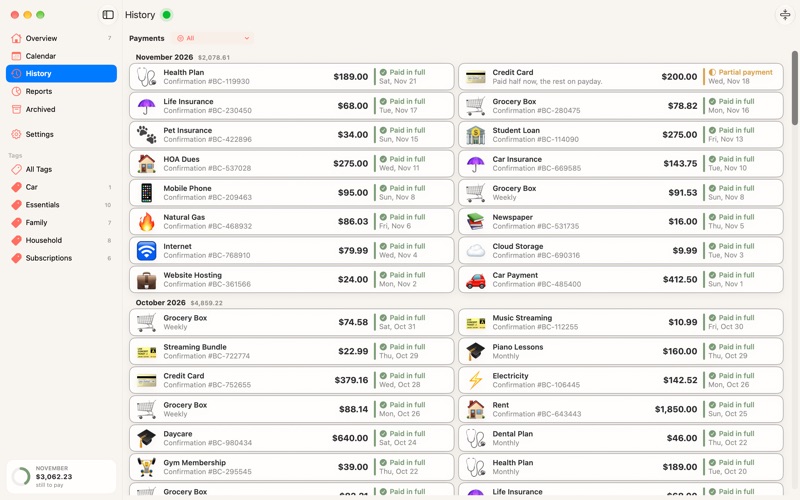 History
Overview 7
Calendar
History
Reports
Archived
Settings
Tags
All Tags
Car 1
Essentials 10
Family 7
Household 8
Subscriptions 6
NOVEMBER
$3,062.23
still to pay
Payments All
November 2026 $2,078.61
Health Plan $189.00 Paid in full
Confirmation #BC-119930 Sat, Nov 21
Credit Card $200.00 Partial payment
Paid half now, the rest on payday. Wed, Nov 18
Life Insurance $68.00 Paid in full
Confirmation #BC-230450 Tue, Nov 17
Grocery Box $78.82 Paid in full
Confirmation #BC-280475 Mon, Nov 16
Pet Insurance $34.00 Paid in full
Confirmation #BC-422896 Sun, Nov 15
Student Loan $275.00 Paid in full
Confirmation #BC-114090 Fri, Nov 13
HOA Dues $275.00 Paid in full
Confirmation #BC-537028 Wed, Nov 11
Car Insurance $143.75 Paid in full
Confirmation #BC-669585 Tue, Nov 10
Mobile Phone $95.00 Paid in full
Confirmation #BC-209463 Sun, Nov 8
Grocery Box $91.53 Paid in full
Weekly Sun, Nov 8
Natural Gas $86.03 Paid in full
Confirmation #BC-468932 Fri, Nov 6
Newspaper $16.00 Paid in full
Confirmation #BC-531735 Thu, Nov 5
Internet $79.99 Paid in full
Confirmation #BC-768910 Wed, Nov 4
Cloud Storage $9.99 Paid in full
Confirmation #BC-690316 Tue, Nov 3
Website Hosting $24.00 Paid in full
Confirmation #BC-361566 Mon, Nov 2
Car Payment $412.50 Paid in full
Confirmation #BC-485400 Sun, Nov 1
October 2026 $4,859.22
Grocery Box $74.58 Paid in full
Weekly Sat, Oct 31
Music Streaming $10.99 Paid in full
Confirmation #BC-112255 Fri, Oct 30
Streaming Bundle $22.99 Paid in full
Confirmation #BC-722774 Thu, Oct 29
Piano Lessons $160.00 Paid in full
Monthly Thu, Oct 29
Credit Card $379.16 Paid in full
Confirmation #BC-752655 Wed, Oct 28
Electricity $142.52 Paid in full
Confirmation #BC-106445 Mon, Oct 26
Grocery Box $88.14 Paid in full
Weekly Mon, Oct 26
Rent $1,850.00 Paid in full
Confirmation #BC-643443 Sun, Oct 25
Daycare $640.00 Paid in full
Confirmation #BC-980434 Sat, Oct 24
Dental Plan $46.00 Paid in full
Monthly Thu, Oct 22
Gym Membership $39.00 Paid in full
Confirmation #BC-295545 Thu, Oct 22
Health Plan $189.00 Paid in full
Monthly Tue, Oct 20
Grocery Box Paid in full
Life Insurance Paid in full